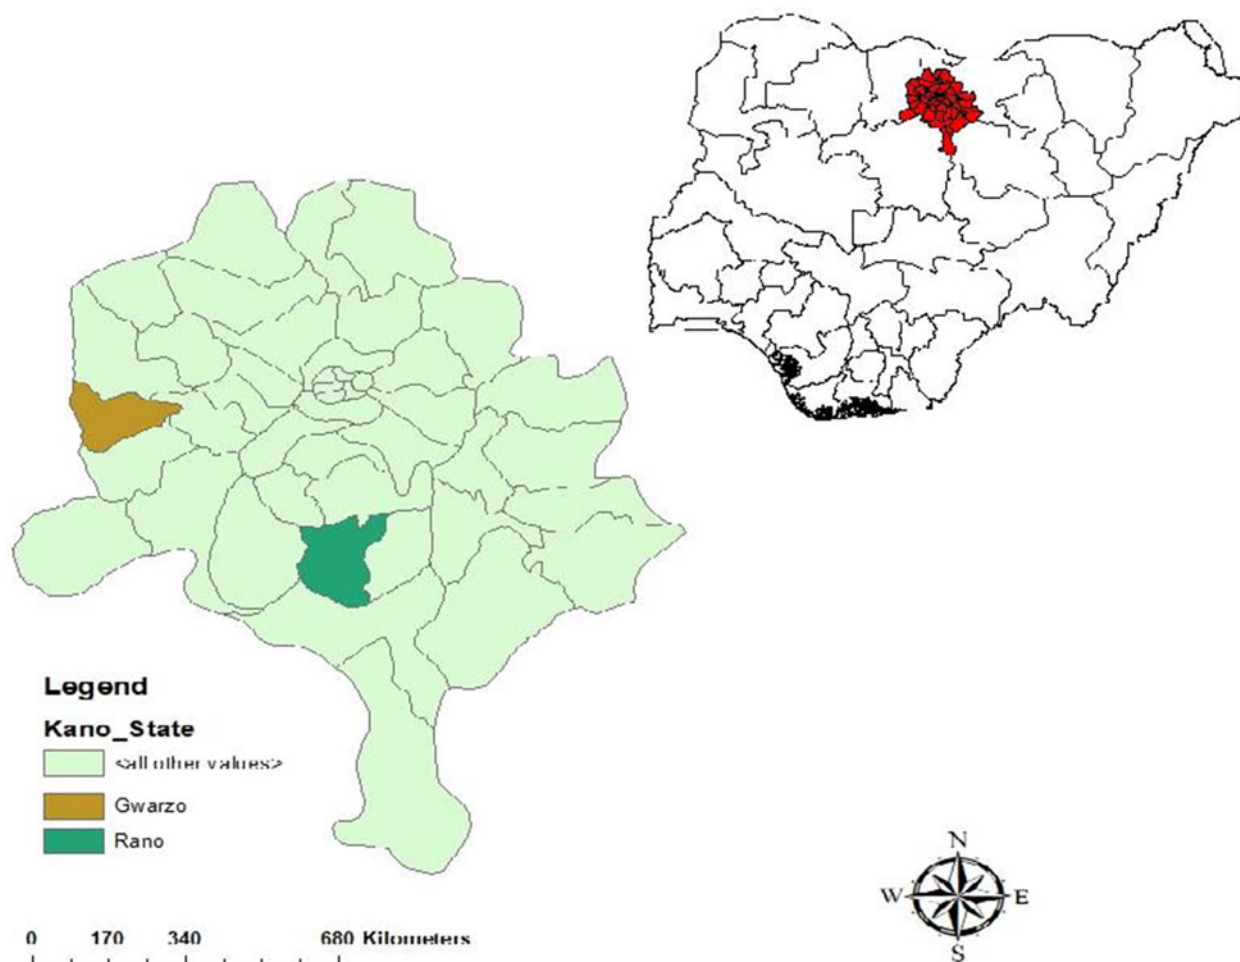 Legend
Kano_State
<all other values>
Gwarzo
Rano
0 170 340 680 Kilometers
N
W E
S